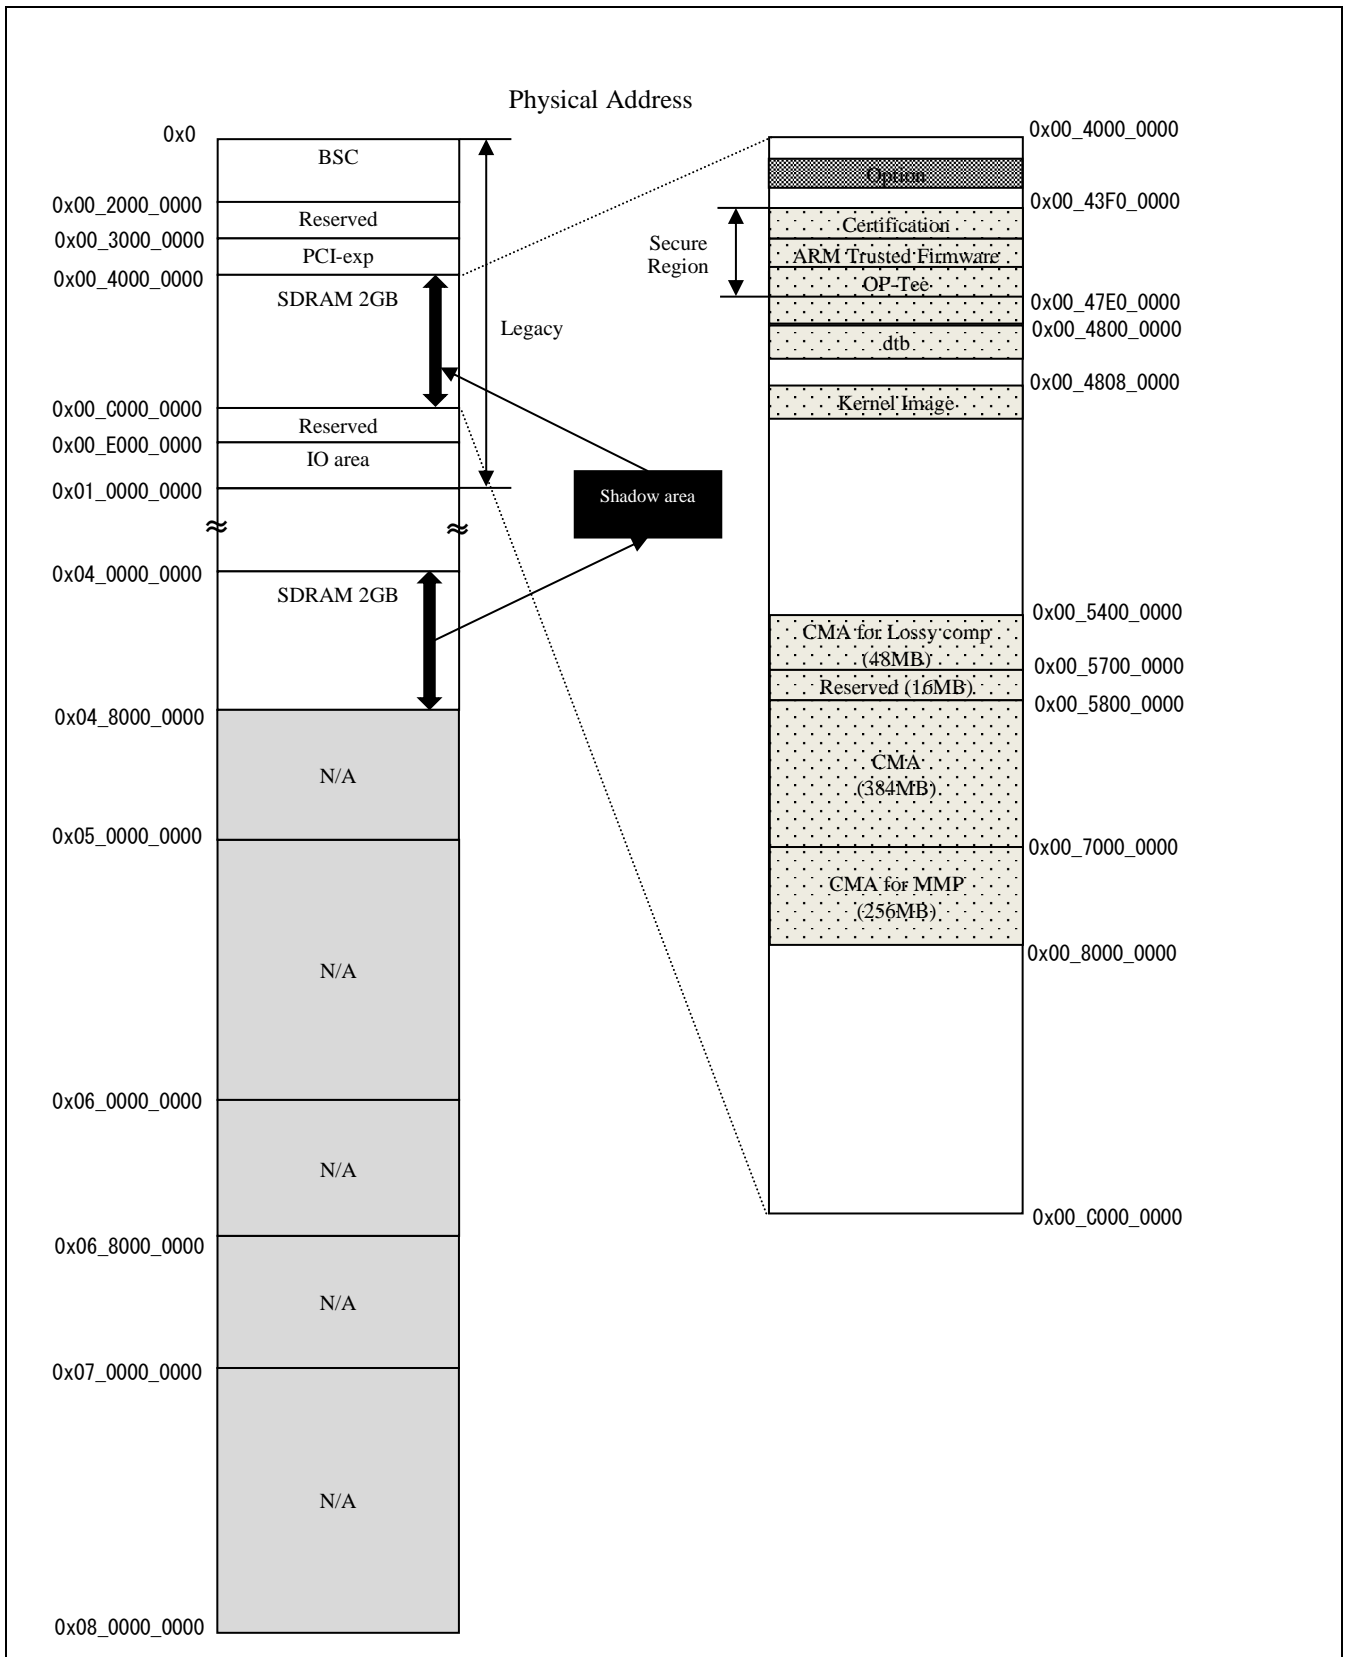 Physical Address
0x0
BSC
0x00_2000_0000
Reserved
0x00_3000_0000
PCI-exp
0x00_4000_0000
SDRAM 2GB
Legacy
0x00_C000_0000
Reserved
0x00_E000_0000
IO area
0x01_0000_0000
≈
≈
0x04_0000_0000
SDRAM 2GB
Shadow area
0x04_8000_0000
N/A
0x05_0000_0000
N/A
0x06_0000_0000
N/A
0x06_8000_0000
N/A
0x07_0000_0000
N/A
0x08_0000_0000
0x00_4000_0000
Option
0x00_43F0_0000
Secure
Region
Certification
ARM Trusted Firmware
OP-Tee
0x00_47E0_0000
0x00_4800_0000
dtb
0x00_4808_0000
Kernel Image
0x00_5400_0000
CMA for Lossy comp
(48MB)
0x00_5700_0000
Reserved (16MB)
0x00_5800_0000
CMA
(384MB)
0x00_7000_0000
CMA for MMP
(256MB)
0x00_8000_0000
0x00_C000_0000